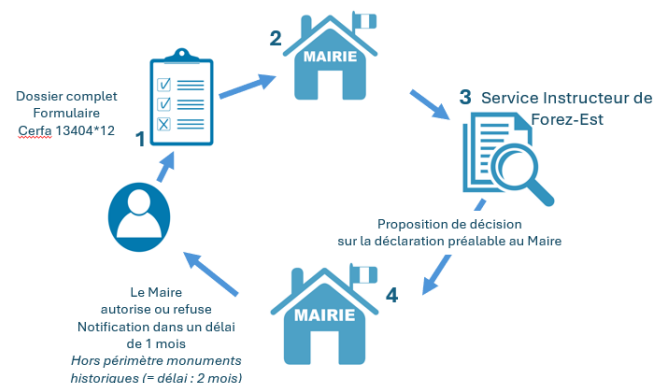 Dossier complet
Formulaire
Cerfa 13404*12
1
2
MAIRIE
3 Service Instructeur de
Forez-Est
Proposition de décision
sur la déclaration préalable au Maire
4
MAIRIE
Le Maire
autorise ou refuse
Notification dans un délai
de 1 mois
Hors périmètre monuments
historiques (= délai : 2 mois)